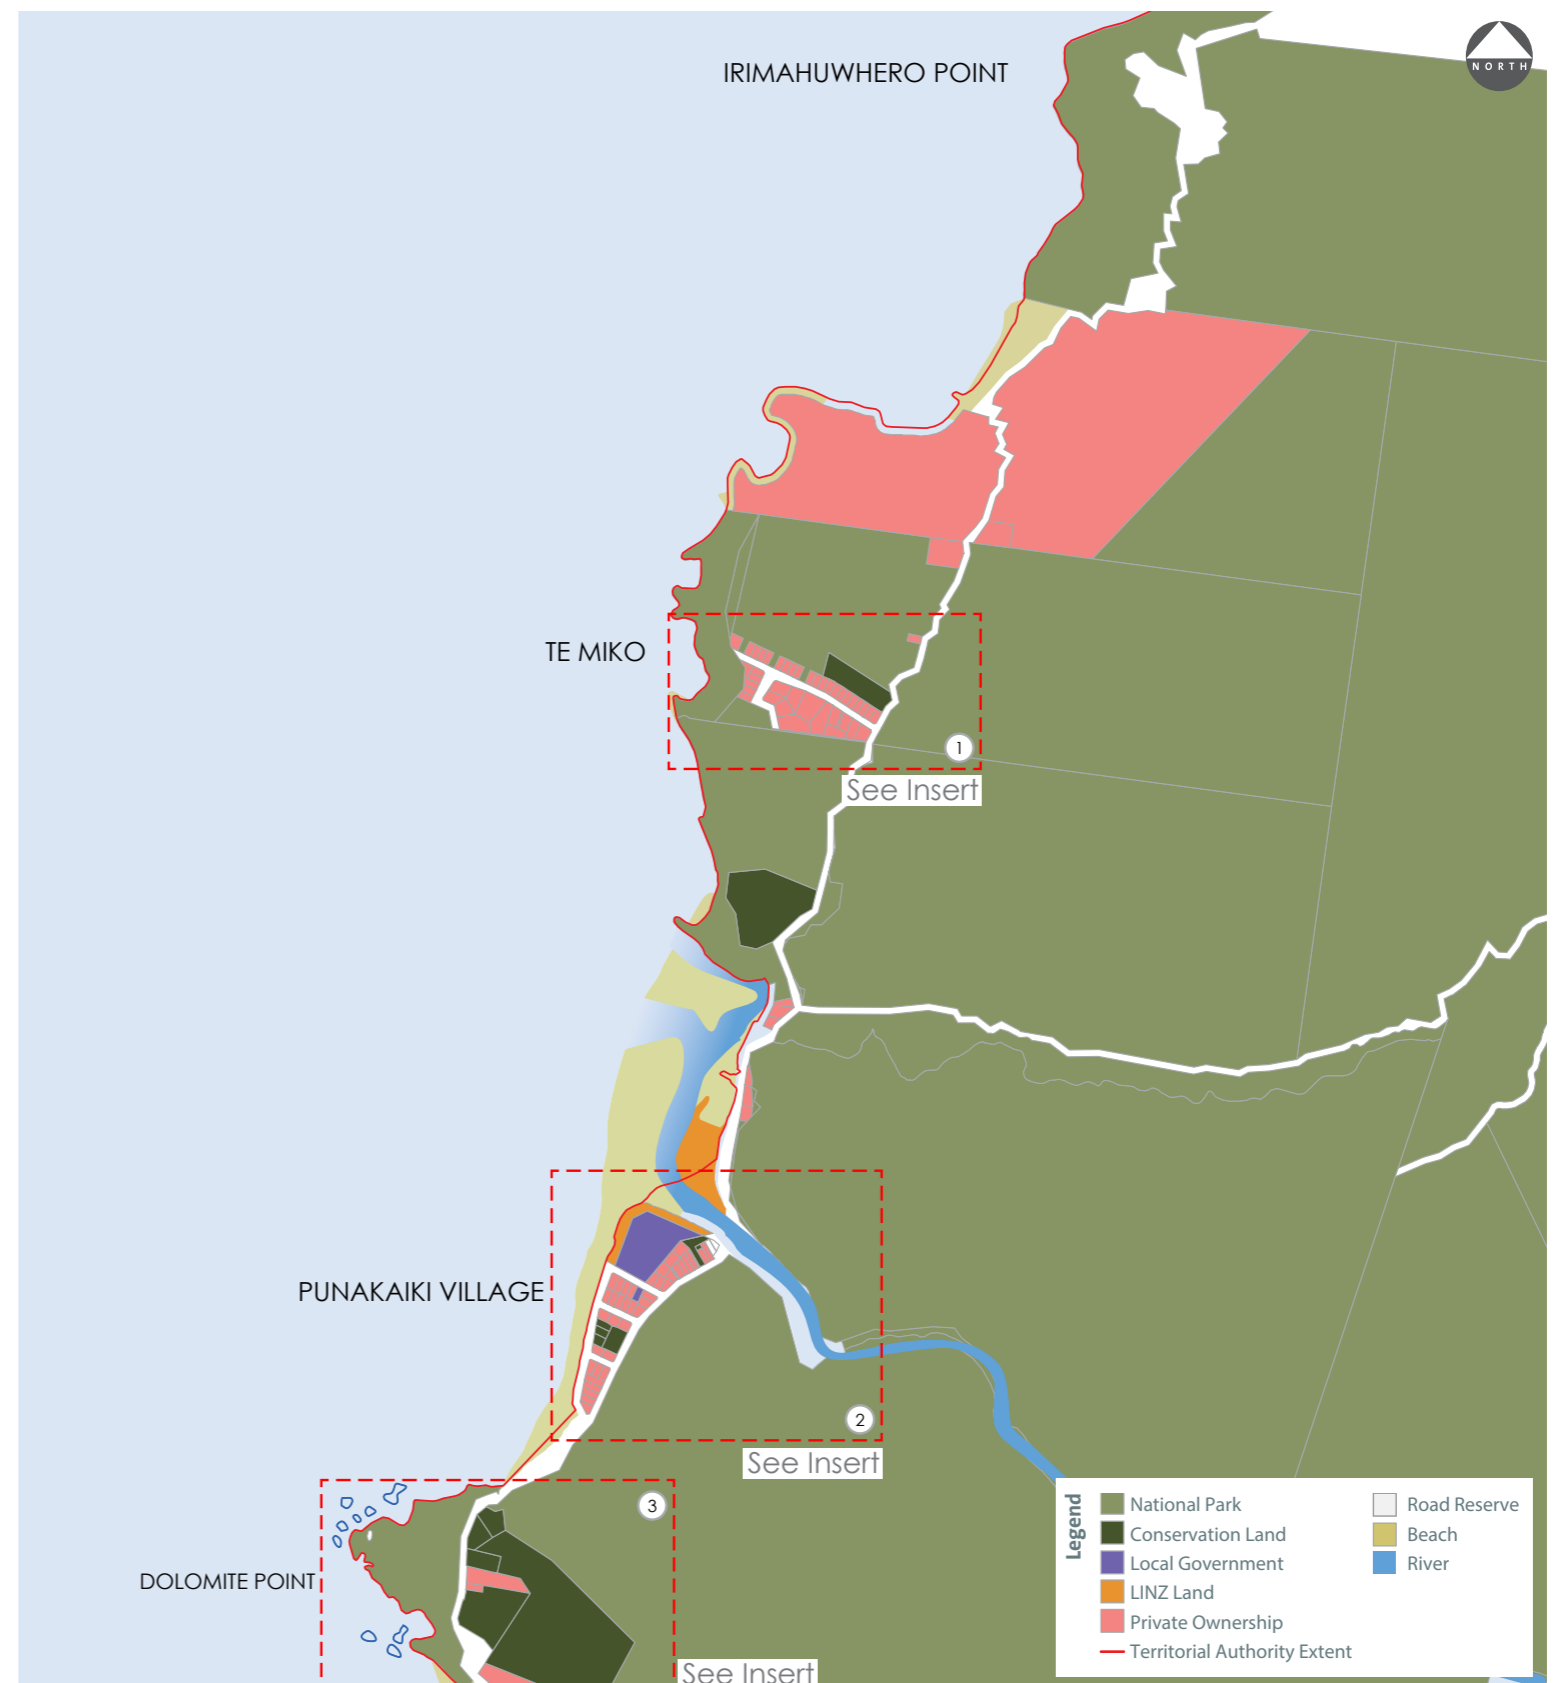 IRIMAHUWHERO POINT
NORTH
TE MIKO
1
See Insert
PUNAKAIKI VILLAGE
2
See Insert
3
DOLOMITE POINT
See Insert
Legend
National Park
Conservation Land
Local Government
LINZ Land
Private Ownership
Territorial Authority Extent
Road Reserve
Beach
River